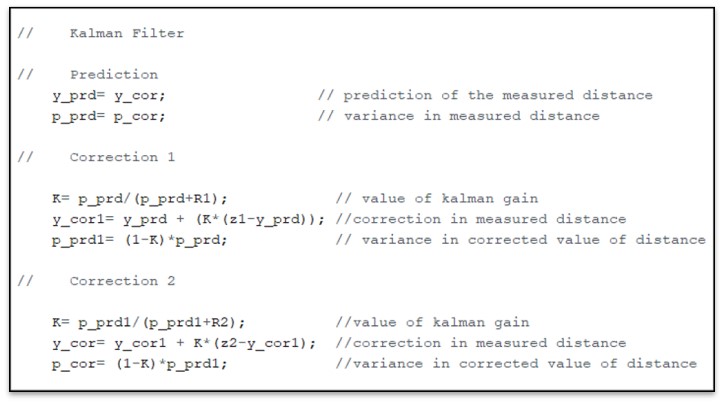 //    Kalman Filter
//    Prediction
y_prd= y_cor;    // prediction of the measured distance
p_prd= p_cor;    // variance in measured distance
//    Correction 1
K= p_prd/(p_prd+R1);    // value of kalman gain
y_cor1= y_prd + (K*(z1-y_prd)); //correction in measured distance
p_prd1= (1-K)*p_prd;    // variance in corrected value of distance
//    Correction 2
K= p_prd1/(p_prd1+R2);    //value of kalman gain
y_cor= y_cor1 + K*(z2-y_cor1);  //correction in measured distance
p_cor= (1-K)*p_prd1;    //variance in corrected value of distance